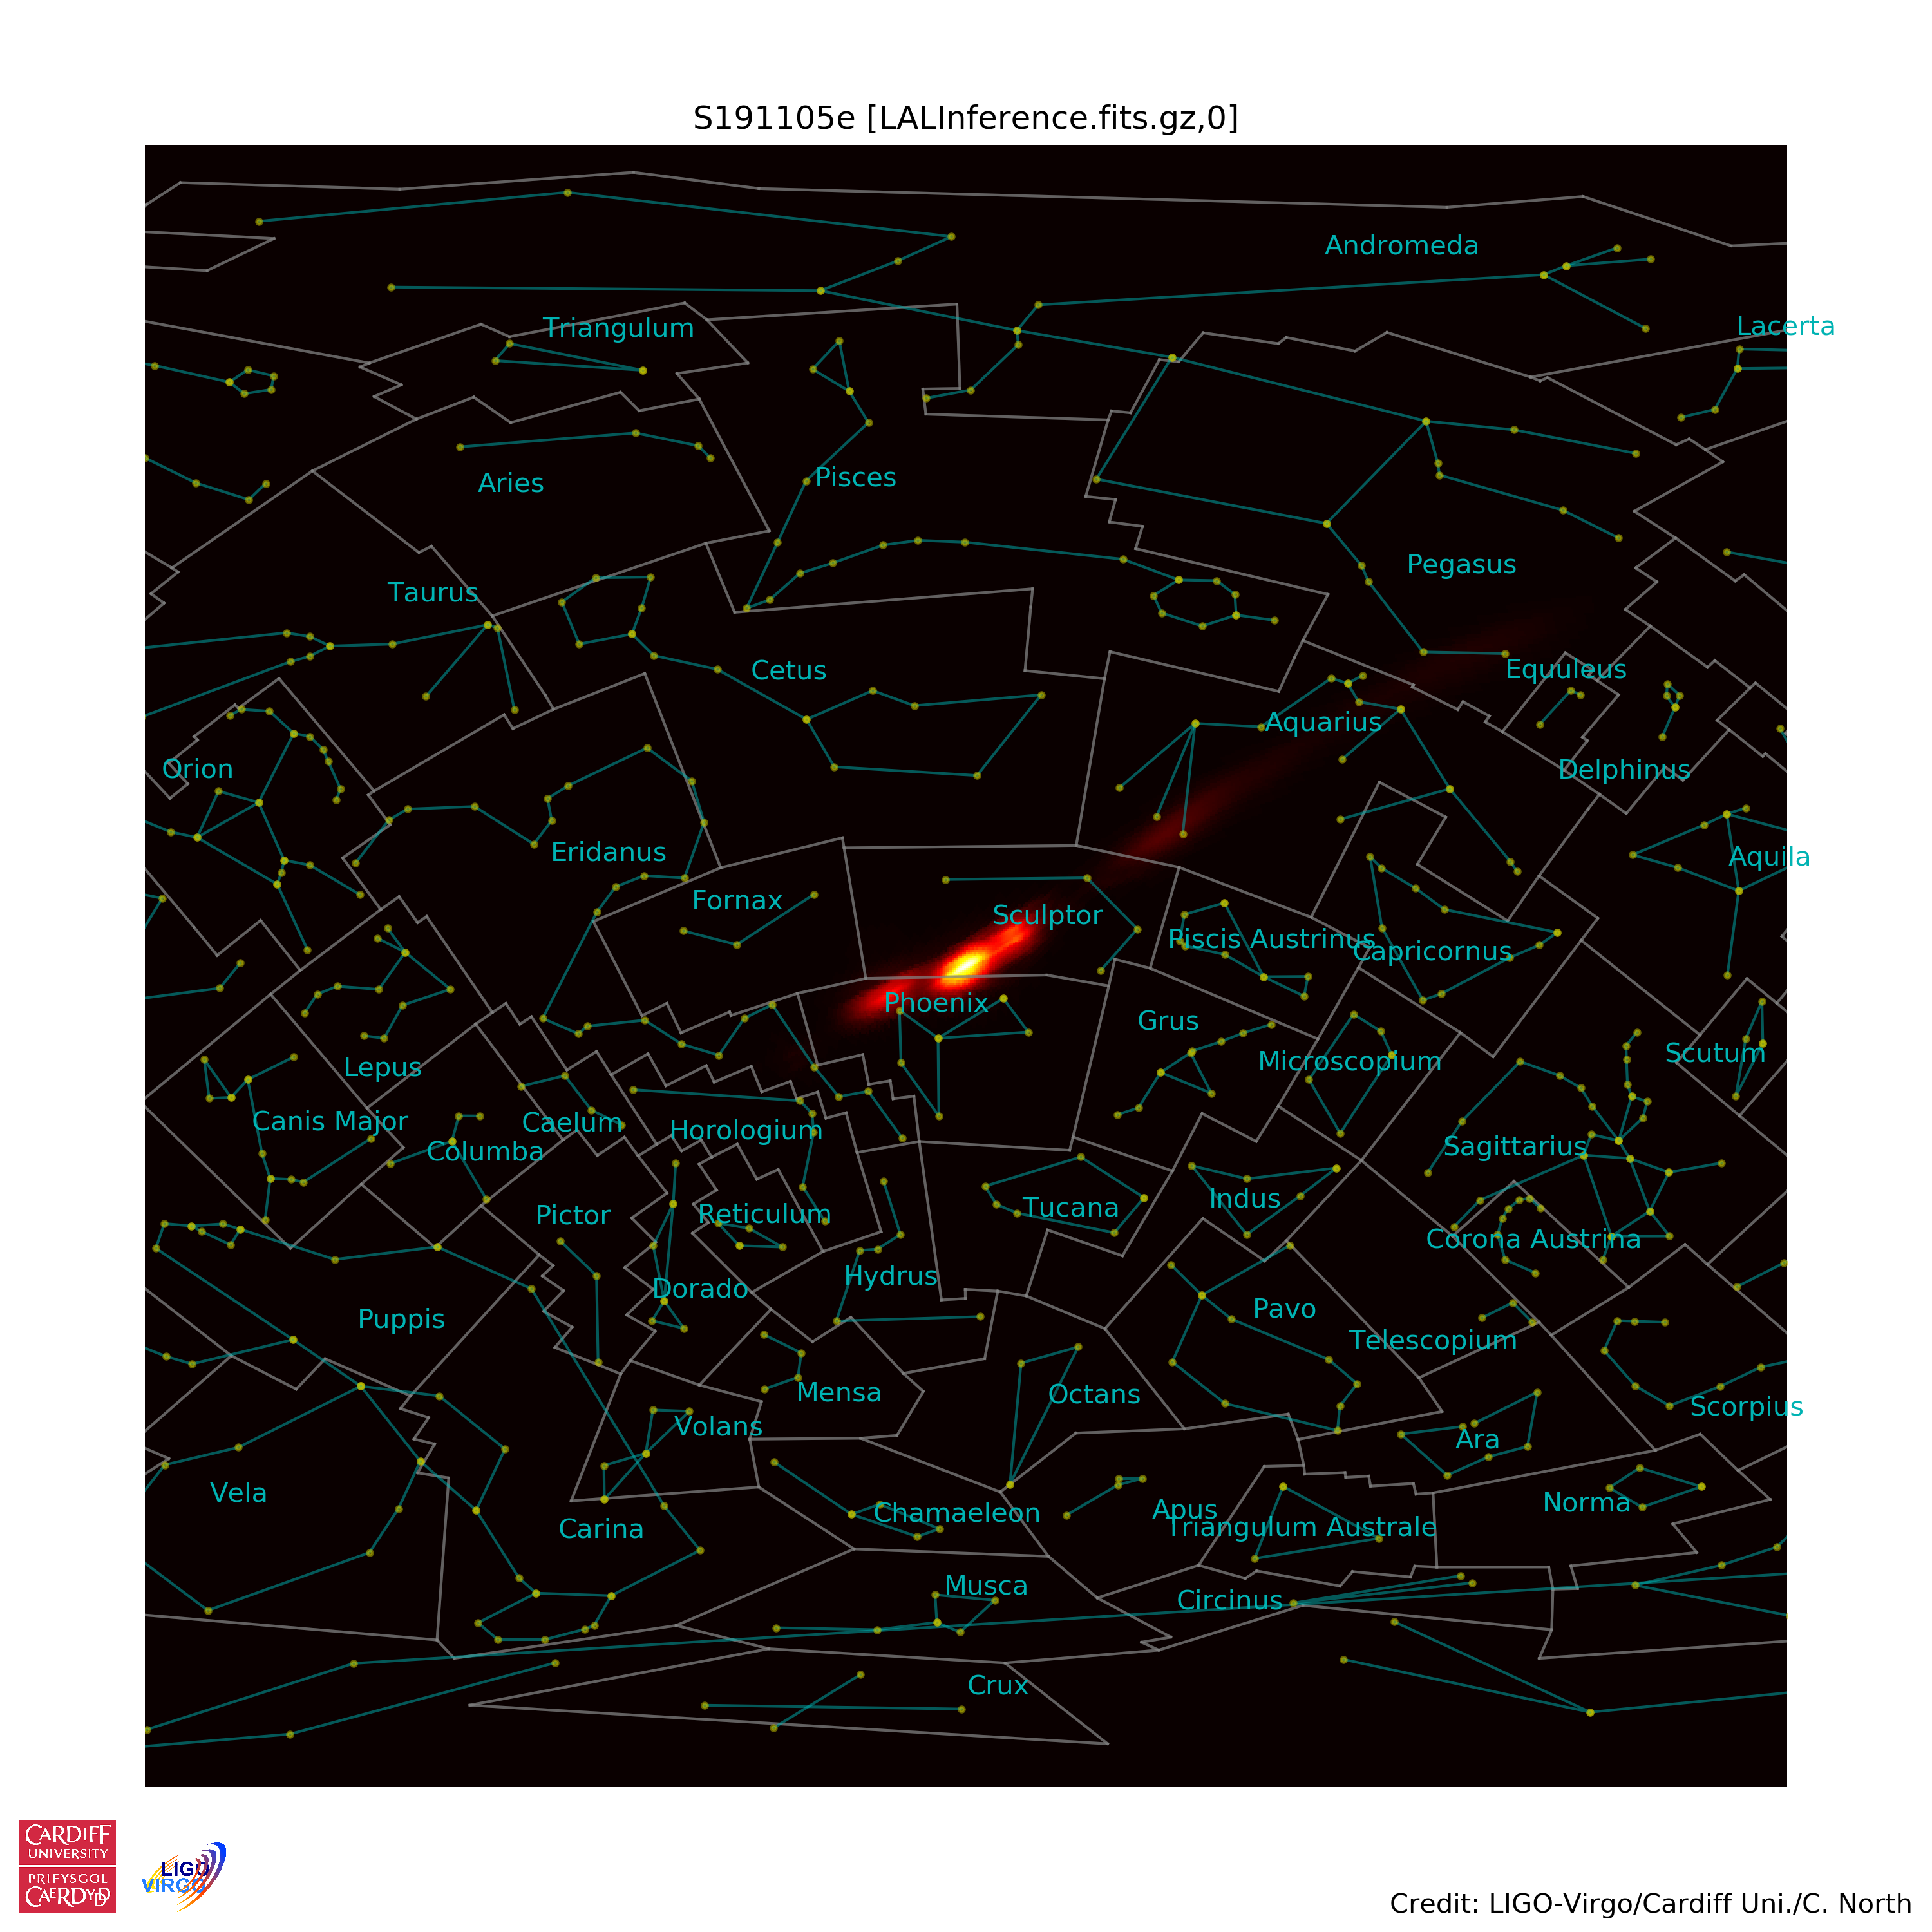 S191105e [LALInference.fits.gz,0]
Andromeda
Lacerta
Triangulum
Pisces
Aries
Pegasus
Taurus
Cetus
Equuleus
Aquarius
Orion
Delphinus
Eridanus
Aquila
Fornax
Sculptor
Piscis Austrinus
Capricornus
Phoenix
Grus
Scutum
Microscopium
Lepus
Canis Major
Caelum
Horologium
Columba
Sagittarius
Indus
Tucana
Reticulum
Pictor
Corona Austrina
Hydrus
Dorado
Pavo
Puppis
Telescopium
Mensa
Octans
Scorpius
Volans
Ara
Vela
Norma
Apus
Chamaeleon
Triangulum Australe
Carina
Musca
Circinus
Crux
CARDIFF
UNIVERSITY
PRIFYSGOL
CAERDYDD
LIGO
VIRGO
Credit: LIGO-Virgo/Cardiff Uni./C. North